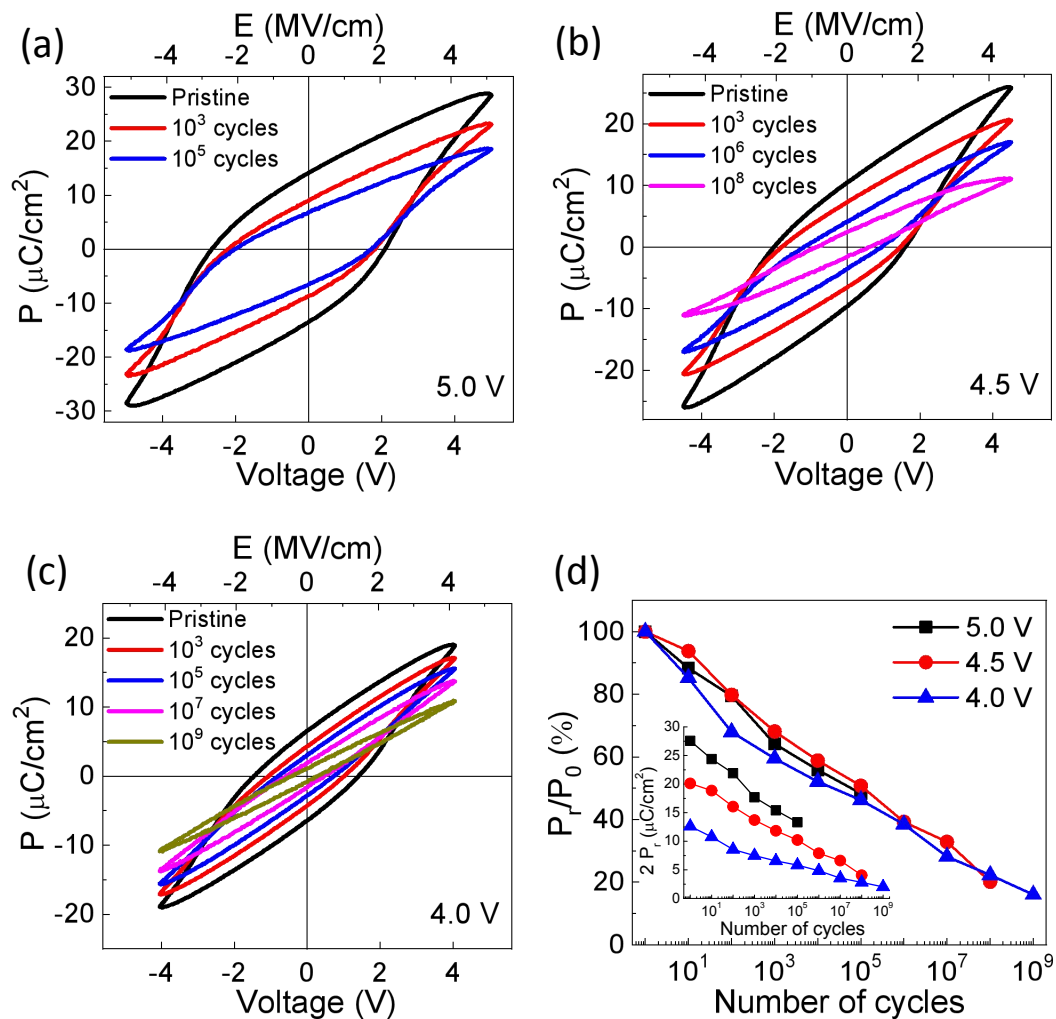 (a)
E (MV/cm)
-4 -2 0 2 4
P (μC/cm²)
30
20
10
0
-10
-20
-30
Pristine
10³ cycles
10⁵ cycles
5.0 V
-4 -2 0 2 4
Voltage (V)
(b)
E (MV/cm)
-4 -2 0 2 4
P (μC/cm²)
20
10
0
-10
-20
Pristine
10³ cycles
10⁶ cycles
10⁸ cycles
4.5 V
-4 -2 0 2 4
Voltage (V)
(c)
E (MV/cm)
-4 -2 0 2 4
P (μC/cm²)
20
10
0
-10
-20
Pristine
10³ cycles
10⁵ cycles
10⁷ cycles
10⁹ cycles
4.0 V
-4 -2 0 2 4
Voltage (V)
(d)
Pᵣ/P₀ (%)
100
80
60
40
20
0
5.0 V
4.5 V
4.0 V
2 Pᵣ (μC/cm²)
30
25
20
15
10
5
0
10¹ 10³ 10⁵ 10⁷ 10⁹
Number of cycles
10¹ 10³ 10⁵ 10⁷ 10⁹
Number of cycles